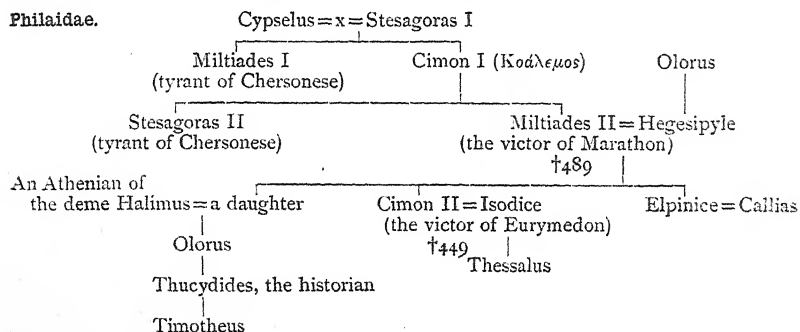 Philaidae. Cypselus = x = Stesagoras I
Miltiades I Cimon I (Κοάλεμος) Olorus
(tyrant of Chersonese)
Stesagoras II Miltiades II = Hegesipyle
(tyrant of Chersonese) (the victor of Marathon)
†489
An Athenian of
the deme Halimus = a daughter Cimon II = Isodice Elpinice = Callias
(the victor of Eurymedon)
Olorus †449
Thessalus
Thucydides, the historian
Timotheus